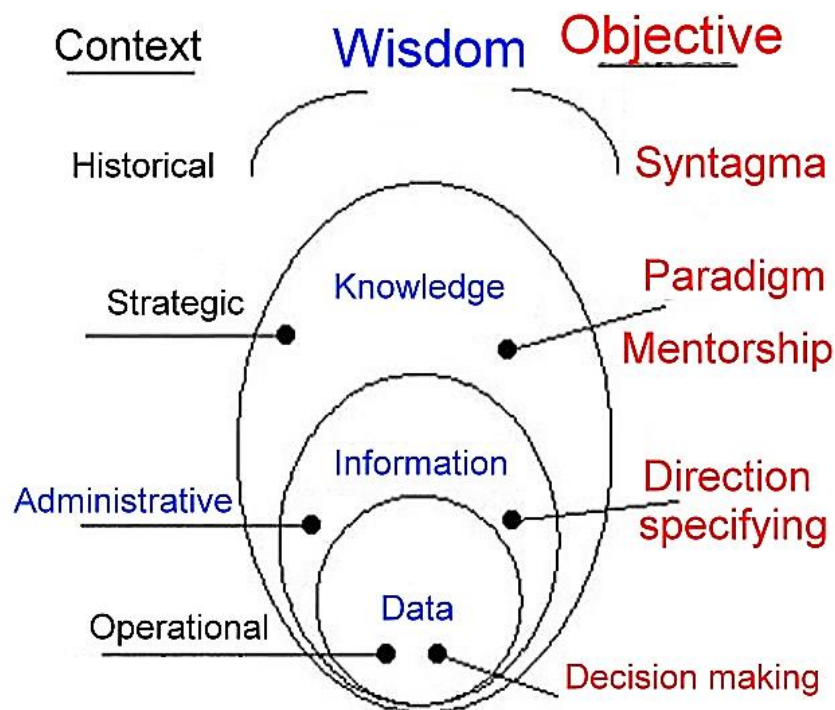 Context
Wisdom
Objective
Historical
Syntagma
Knowledge
Strategic
Paradigm
Mentorship
Information
Administrative
Direction
specifying
Data
Operational
Decision making